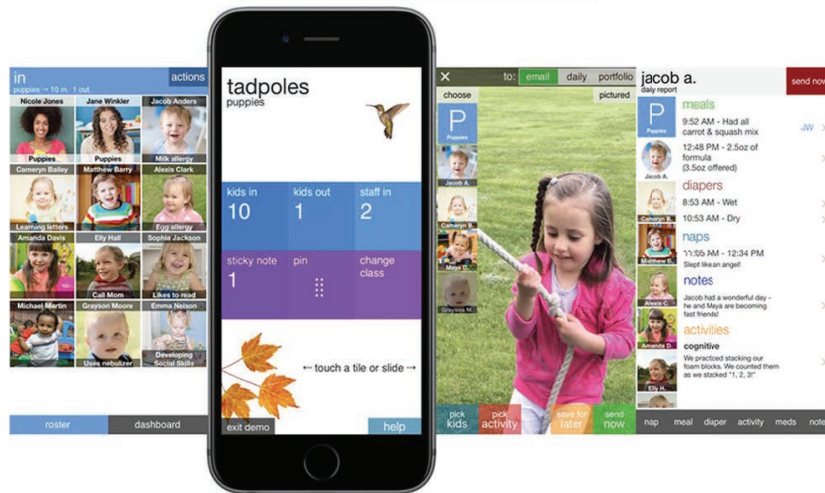 in
actions
puppies → 10 in. 1 out.
Nicole Jones
Jane Winkler
Jacob Anders
Puppies
Puppies
Milk allergy
Cameryn Bailey
Matthew Barry
Alexis Clark
Learning letters
Egg allergy
Amanda Davis
Elly Hall
Sophia Jackson
Call Mom
Likes to read
Michael Martin
Grayson Moore
Emma Nelson
Uses nebulizer
Developing
Social Skills
roster
dashboard
tadpoles
puppies
kids in
10
kids out
1
staff in
2
sticky note
1
pin
change
class
← touch a tile or slide →
exit demo
help
×
to:
email
daily
portfolio
choose
pictured
P
Puppies
Jacob A.
Cameryn B.
Maya D.
Grayson M.
pick
kids
pick
activity
save for
later
send
now
jacob a.
daily report
send now
P
Puppies
Jacob A.
Cameryn B.
Matthew B.
Alexis C.
Amanda D.
Elly H.
meals
9:52 AM - Had all
carrot & squash mix
JW
12:48 PM - 2.5oz of
formula
(3.5oz offered)
diapers
8:53 AM - Wet
10:53 AM - Dry
naps
11:05 AM - 12:34 PM
Slept like an angel!
notes
Jacob had a wonderful day -
he and Maya are becoming
fast friends!
activities
cognitive
We practced stacking our
foam blocks. We counted them
as we stacked "1, 2, 3!"
nap
meal
diaper
activity
meds
note